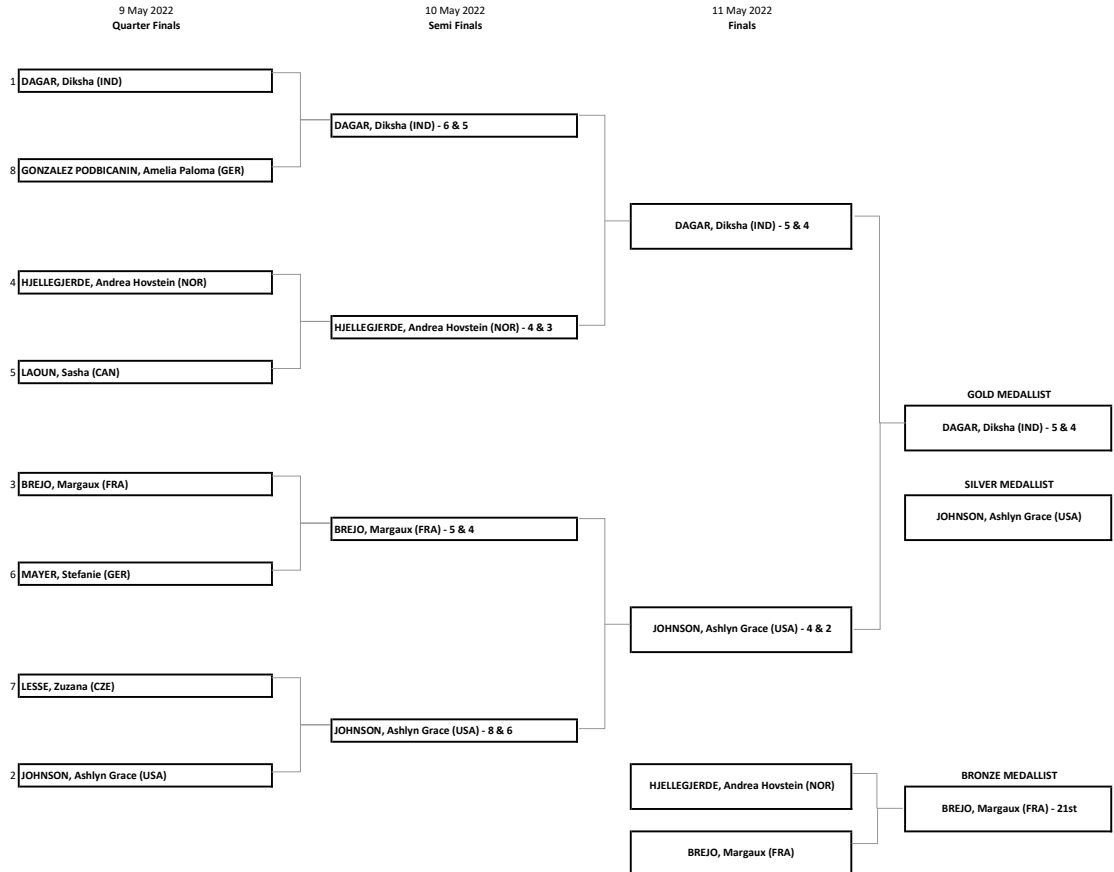 9 May 2022
Quarter Finals
10 May 2022
Semi Finals
11 May 2022
Finals
1 DAGAR, Diksha (IND)
DAGAR, Diksha (IND) - 6 & 5
8 GONZALEZ PODBICANIN, Amelia Paloma (GER)
DAGAR, Diksha (IND) - 5 & 4
4 HJELLEGJERDE, Andrea Hovstein (NOR)
HJELLEGJERDE, Andrea Hovstein (NOR) - 4 & 3
5 LAOUN, Sasha (CAN)
GOLD MEDALLIST
DAGAR, Diksha (IND) - 5 & 4
3 BREJO, Margaux (FRA)
SILVER MEDALLIST
JOHNSON, Ashlyn Grace (USA)
BREJO, Margaux (FRA) - 5 & 4
6 MAYER, Stefanie (GER)
JOHNSON, Ashlyn Grace (USA) - 4 & 2
7 LESSE, Zuzana (CZE)
JOHNSON, Ashlyn Grace (USA) - 8 & 6
2 JOHNSON, Ashlyn Grace (USA)
HJELLEGJERDE, Andrea Hovstein (NOR)
BRONZE MEDALLIST
BREJO, Margaux (FRA) - 21st
BREJO, Margaux (FRA)